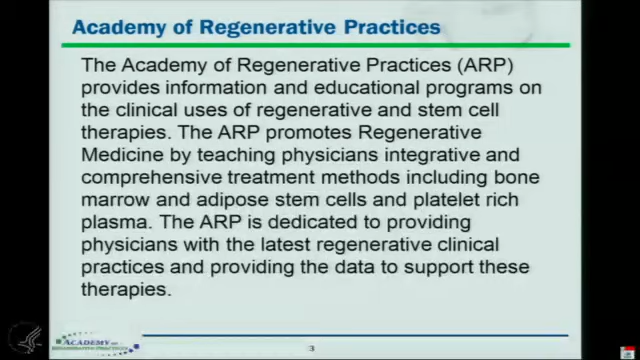 Academy of Regenerative Practices
The Academy of Regenerative Practices (ARP)
provides information and educational programs on
the clinical uses of regenerative and stem cell
therapies. The ARP promotes Regenerative
Medicine by teaching physicians integrative and
comprehensive treatment methods including bone
marrow and adipose stem cells and platelet rich
plasma. The ARP is dedicated to providing
physicians with the latest regenerative clinical
practices and providing the data to support these
therapies.
ACADEMY OF
REGENERATIVE PRACTICES
3